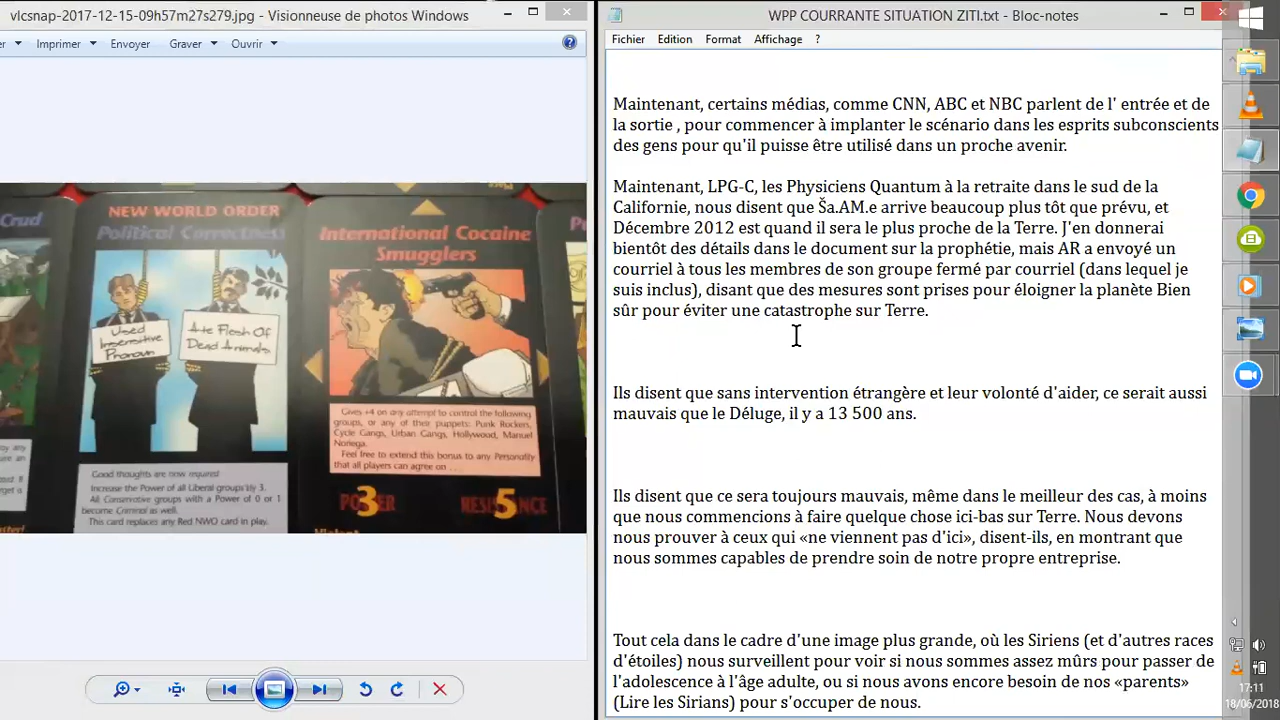 vlcsnap-2017-12-15-09h57m27s279.jpg - Visionneuse de photos Windows
Imprimer
Envoyer
Graver
Ouvrir
Crud
NEW WORLD ORDER
Political Correctness
Used
Pronoun
Ate Flesh Of
Dead Animals
Good thoughts are now required!
Increase the Power of all Liberal groups by 3.
All Conservative groups with a Power of 0 or 1
become Criminal as well.
This card replaces any Red NWO card in play.
International Cocaine
Smugglers
Gives +4 on any attempt to control the following
groups, or any of their puppets: Punk Rockers,
Cycle Gangs, Urban Gangs, Hollywood, Manuel
Noriega.
Feel free to extend this bonus to any Personality
that all players can agree on ...
POWER 3
RESISTANCE 5
Violent
WPP COURRANTE SITUATION ZITI.txt - Bloc-notes
Fichier Edition Format Affichage ?
Maintenant, certains médias, comme CNN, ABC et NBC parlent de l' entrée et de
la sortie , pour commencer à implanter le scénario dans les esprits subconscients
des gens pour qu'il puisse être utilisé dans un proche avenir.
Maintenant, LPG-C, les Physiciens Quantum à la retraite dans le sud de la
Californie, nous disent que Ša.AM.e arrive beaucoup plus tôt que prévu, et
Décembre 2012 est quand il sera le plus proche de la Terre. J'en donnerai
bientôt des détails dans le document sur la prophétie, mais AR a envoyé un
courriel à tous les membres de son groupe fermé par courriel (dans lequel je
suis inclus), disant que des mesures sont prises pour éloigner la planète Bien
sûr pour éviter une catastrophe sur Terre.
Ils disent que sans intervention étrangère et leur volonté d'aider, ce serait aussi
mauvais que le Déluge, il y a 13 500 ans.
Ils disent que ce sera toujours mauvais, même dans le meilleur des cas, à moins
que nous commencions à faire quelque chose ici-bas sur Terre. Nous devons
nous prouver à ceux qui «ne viennent pas d'ici», disent-ils, en montrant que
nous sommes capables de prendre soin de notre propre entreprise.
Tout cela dans le cadre d'une image plus grande, où les Siriens (et d'autres races
d'étoiles) nous surveillent pour voir si nous sommes assez mûrs pour passer de
l'adolescence à l'âge adulte, ou si nous avons encore besoin de nos «parents»
(Lire les Sirians) pour s'occuper de nous.
17:11
18/06/2018